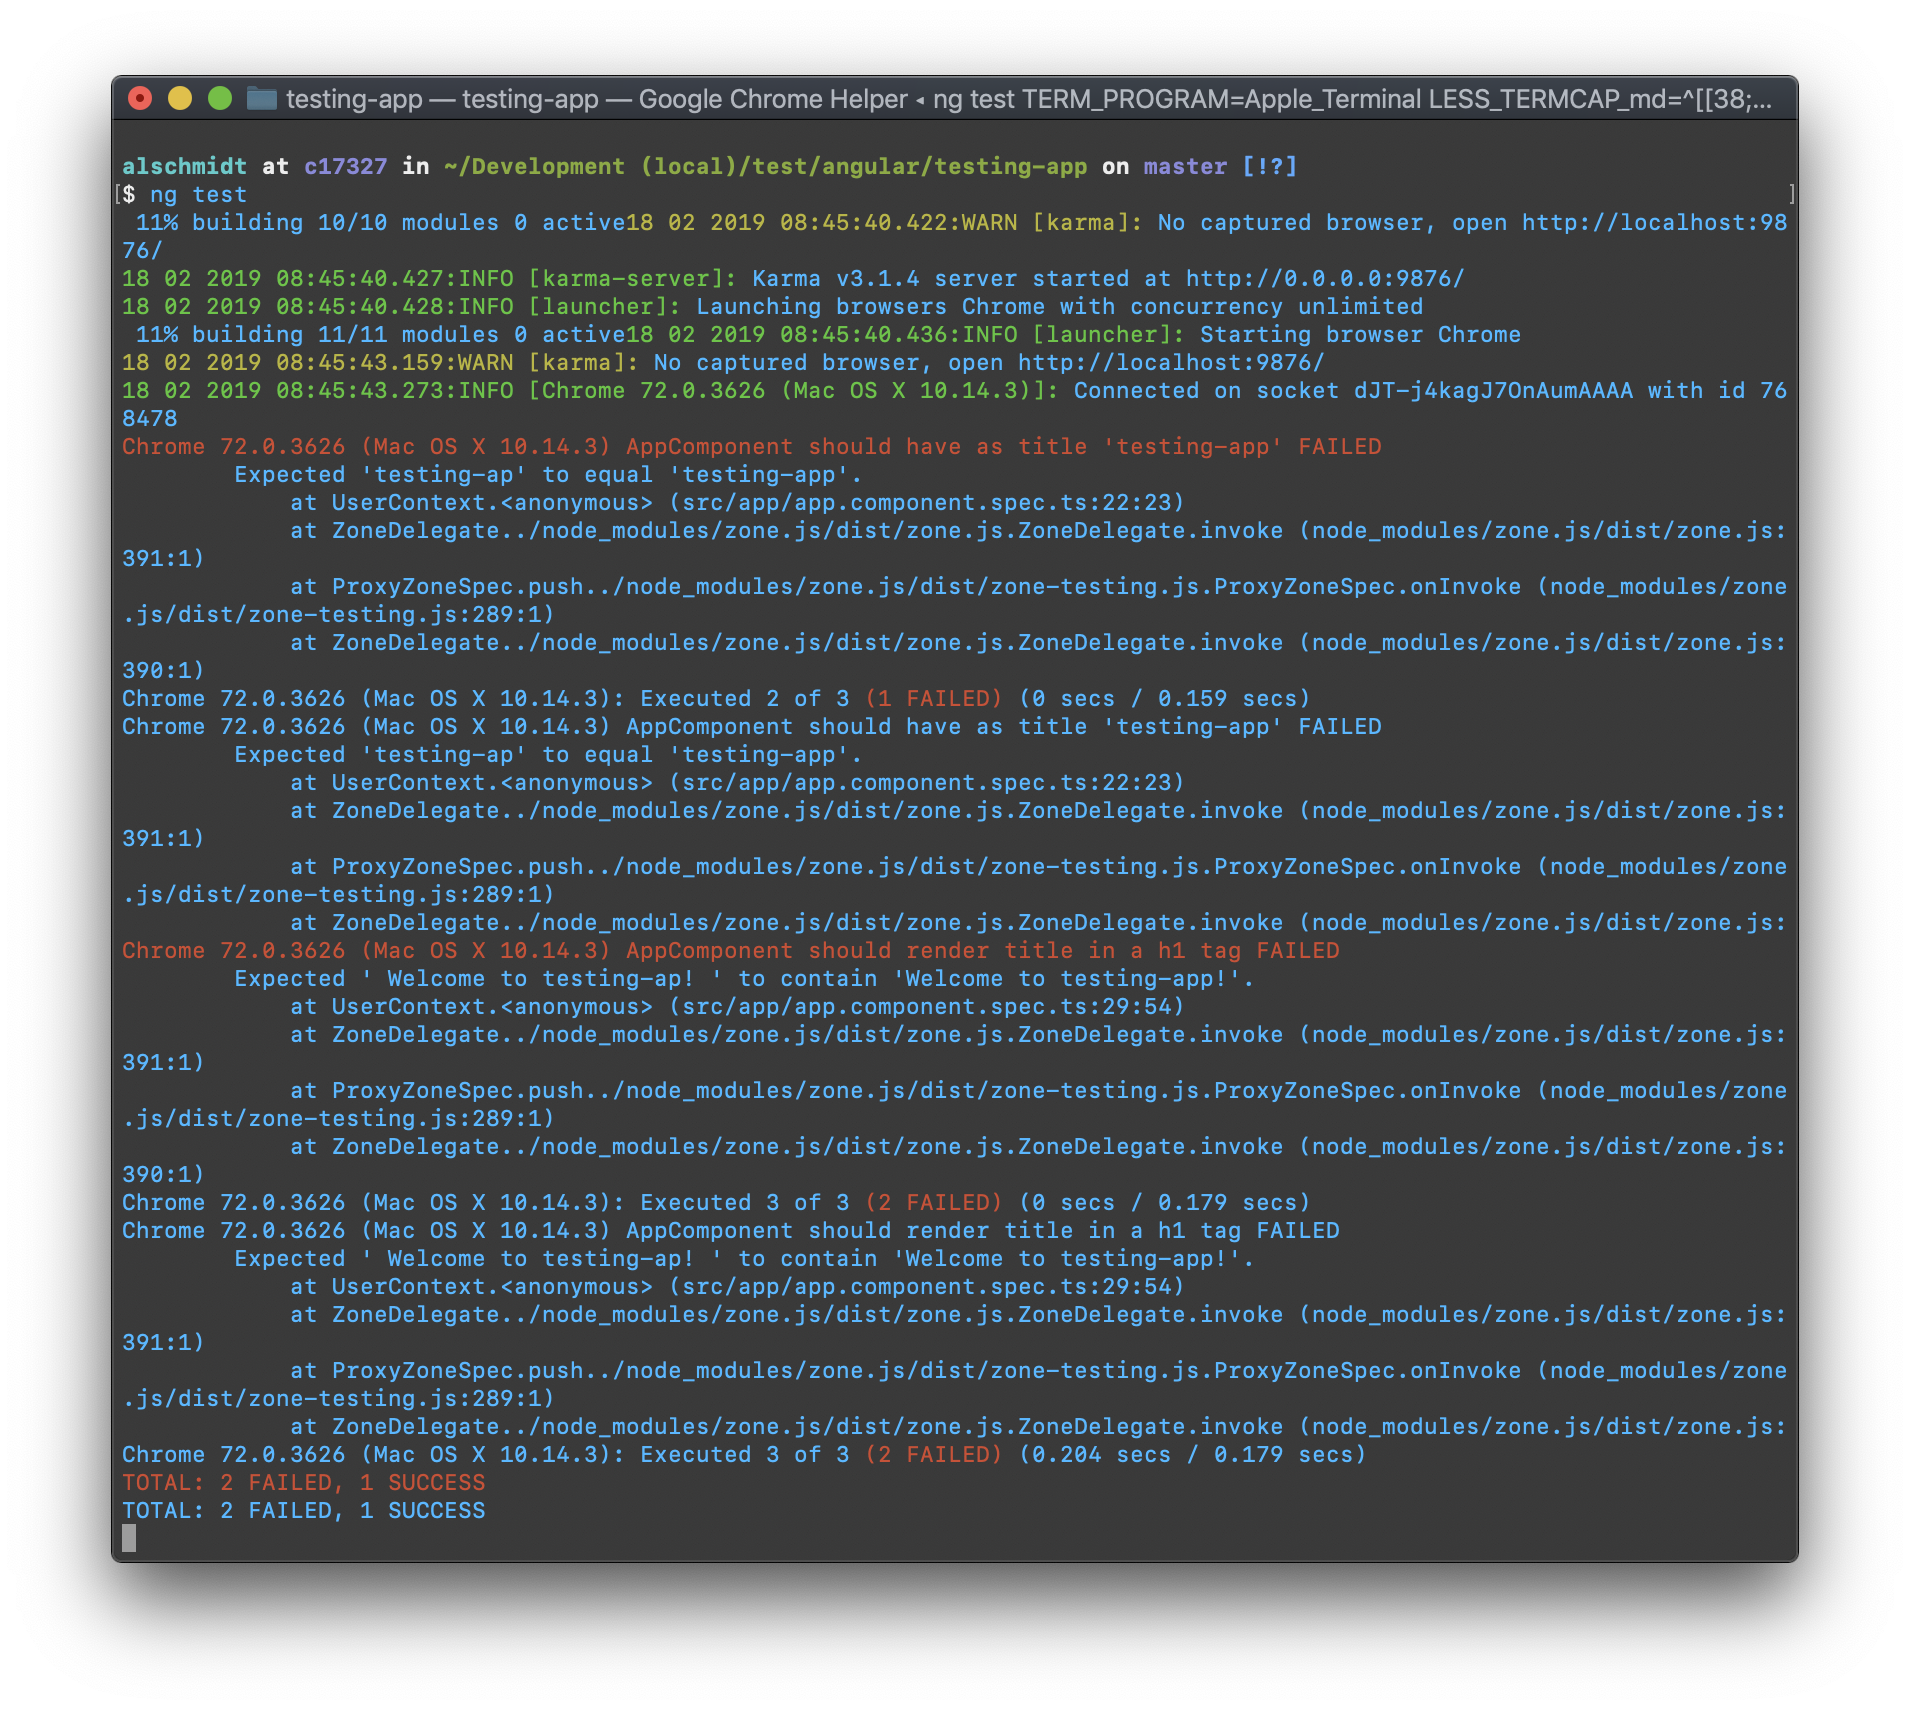 testing-app — testing-app — Google Chrome Helper ◂ ng test TERM_PROGRAM=Apple_Terminal LESS_TERMCAP_md=^[[38;...
alschmidt at c17327 in ~/Development (local)/test/angular/testing-app on master [!?]
[$ ng test ]
 11% building 10/10 modules 0 active18 02 2019 08:45:40.422:WARN [karma]: No captured browser, open http://localhost:98
76/
18 02 2019 08:45:40.427:INFO [karma-server]: Karma v3.1.4 server started at http://0.0.0.0:9876/
18 02 2019 08:45:40.428:INFO [launcher]: Launching browsers Chrome with concurrency unlimited
 11% building 11/11 modules 0 active18 02 2019 08:45:40.436:INFO [launcher]: Starting browser Chrome
18 02 2019 08:45:43.159:WARN [karma]: No captured browser, open http://localhost:9876/
18 02 2019 08:45:43.273:INFO [Chrome 72.0.3626 (Mac OS X 10.14.3)]: Connected on socket dJT-j4kagJ7OnAumAAAA with id 76
8478
Chrome 72.0.3626 (Mac OS X 10.14.3) AppComponent should have as title 'testing-app' FAILED
        Expected 'testing-ap' to equal 'testing-app'.
            at UserContext.<anonymous> (src/app/app.component.spec.ts:22:23)
            at ZoneDelegate../node_modules/zone.js/dist/zone.js.ZoneDelegate.invoke (node_modules/zone.js/dist/zone.js:
391:1)
            at ProxyZoneSpec.push../node_modules/zone.js/dist/zone-testing.js.ProxyZoneSpec.onInvoke (node_modules/zone
.js/dist/zone-testing.js:289:1)
            at ZoneDelegate../node_modules/zone.js/dist/zone.js.ZoneDelegate.invoke (node_modules/zone.js/dist/zone.js:
390:1)
Chrome 72.0.3626 (Mac OS X 10.14.3): Executed 2 of 3 (1 FAILED) (0 secs / 0.159 secs)
Chrome 72.0.3626 (Mac OS X 10.14.3) AppComponent should have as title 'testing-app' FAILED
        Expected 'testing-ap' to equal 'testing-app'.
            at UserContext.<anonymous> (src/app/app.component.spec.ts:22:23)
            at ZoneDelegate../node_modules/zone.js/dist/zone.js.ZoneDelegate.invoke (node_modules/zone.js/dist/zone.js:
391:1)
            at ProxyZoneSpec.push../node_modules/zone.js/dist/zone-testing.js.ProxyZoneSpec.onInvoke (node_modules/zone
.js/dist/zone-testing.js:289:1)
            at ZoneDelegate../node_modules/zone.js/dist/zone.js.ZoneDelegate.invoke (node_modules/zone.js/dist/zone.js:
Chrome 72.0.3626 (Mac OS X 10.14.3) AppComponent should render title in a h1 tag FAILED
        Expected ' Welcome to testing-ap! ' to contain 'Welcome to testing-app!'.
            at UserContext.<anonymous> (src/app/app.component.spec.ts:29:54)
            at ZoneDelegate../node_modules/zone.js/dist/zone.js.ZoneDelegate.invoke (node_modules/zone.js/dist/zone.js:
391:1)
            at ProxyZoneSpec.push../node_modules/zone.js/dist/zone-testing.js.ProxyZoneSpec.onInvoke (node_modules/zone
.js/dist/zone-testing.js:289:1)
            at ZoneDelegate../node_modules/zone.js/dist/zone.js.ZoneDelegate.invoke (node_modules/zone.js/dist/zone.js:
390:1)
Chrome 72.0.3626 (Mac OS X 10.14.3): Executed 3 of 3 (2 FAILED) (0 secs / 0.179 secs)
Chrome 72.0.3626 (Mac OS X 10.14.3) AppComponent should render title in a h1 tag FAILED
        Expected ' Welcome to testing-ap! ' to contain 'Welcome to testing-app!'.
            at UserContext.<anonymous> (src/app/app.component.spec.ts:29:54)
            at ZoneDelegate../node_modules/zone.js/dist/zone.js.ZoneDelegate.invoke (node_modules/zone.js/dist/zone.js:
391:1)
            at ProxyZoneSpec.push../node_modules/zone.js/dist/zone-testing.js.ProxyZoneSpec.onInvoke (node_modules/zone
.js/dist/zone-testing.js:289:1)
            at ZoneDelegate../node_modules/zone.js/dist/zone.js.ZoneDelegate.invoke (node_modules/zone.js/dist/zone.js:
Chrome 72.0.3626 (Mac OS X 10.14.3): Executed 3 of 3 (2 FAILED) (0.204 secs / 0.179 secs)
TOTAL: 2 FAILED, 1 SUCCESS
TOTAL: 2 FAILED, 1 SUCCESS